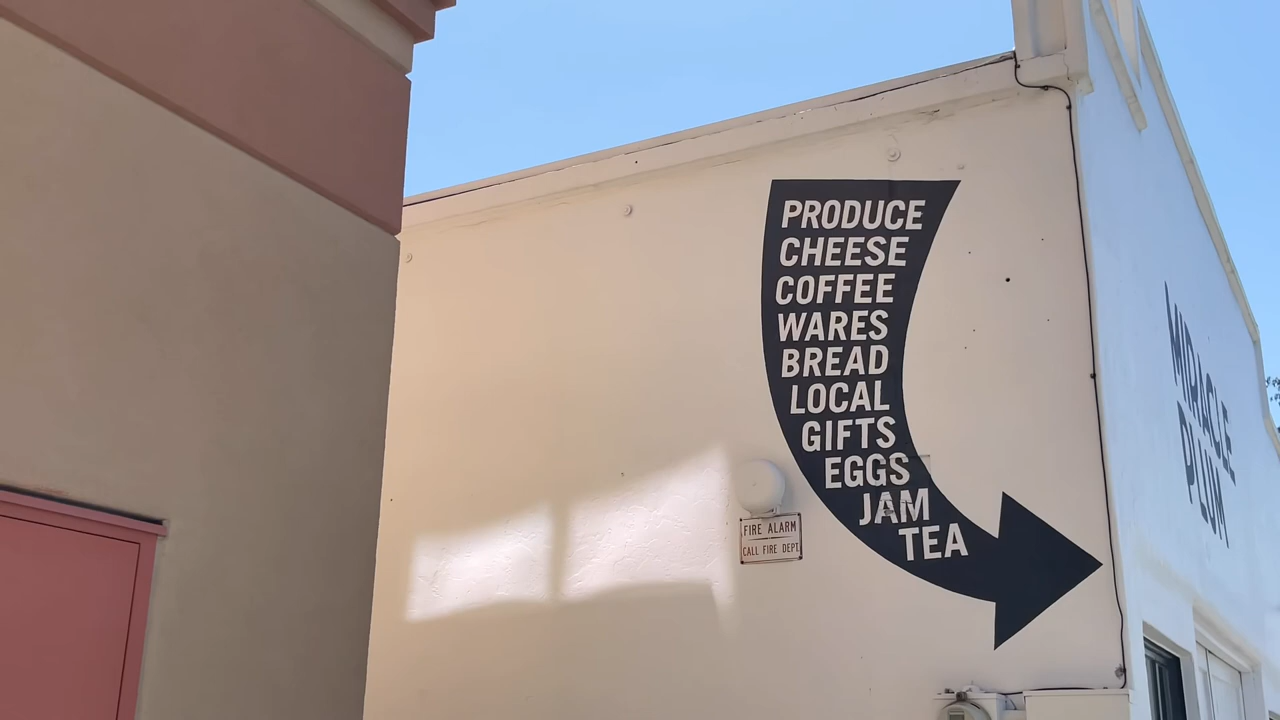 PRODUCE
CHEESE
COFFEE
WARES
BREAD
LOCAL
GIFTS
EGGS
JAM
TEA
FIRE ALARM
CALL FIRE DEPT.
MIRACLE
PLUM